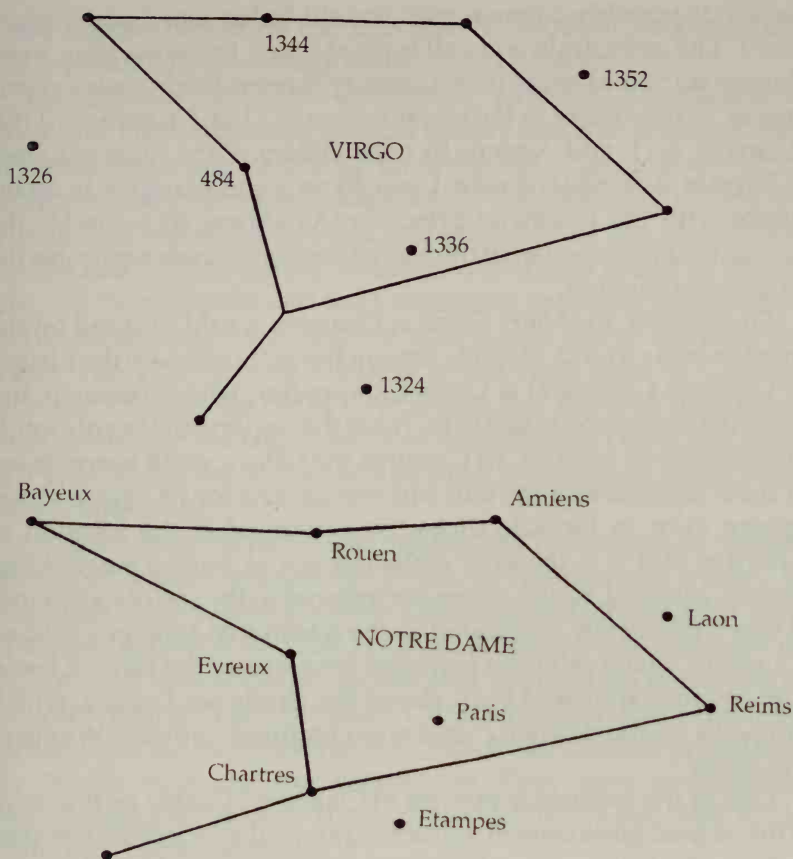 1344
1352
VIRGO
1326
484
1336
1324
Bayeux
Amiens
Rouen
Laon
NOTRE DAME
Evreux
Paris
Reims
Chartres
Etampes